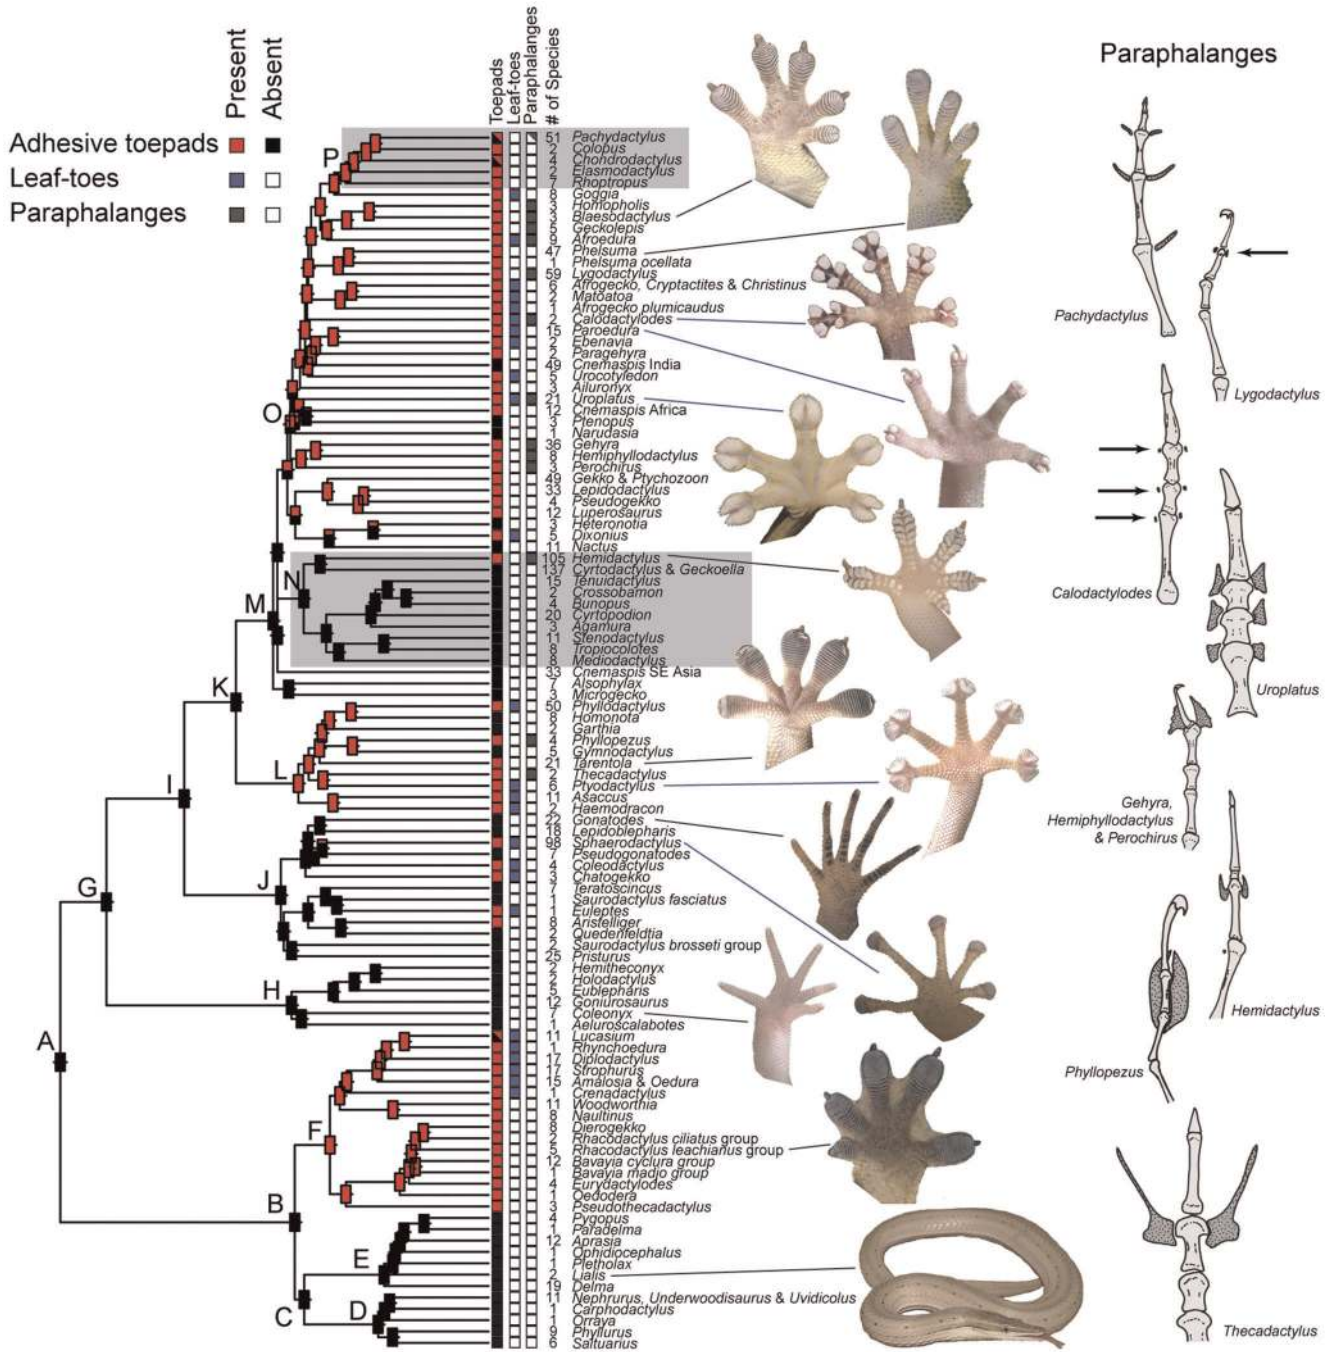 Present
Absent
Adhesive toepads
Leaf-toes
Paraphalanges
Toepads
Leaf-toes
Paraphalanges
# of Species
51 Pachydactylus
2 Colopus
4 Chondrodactylus
2 Elasmodactylus
7 Rhoptropus
8 Goggia
3 Homopholis
3 Blaesodactylus
5 Geckolepis
9 Afroedura
47 Phelsuma
1 Phelsuma ocellata
59 Lygodactylus
6 Afrogecko, Cryptactites & Christinus
2 Matoatoa
1 Afrogecko plumicaudus
2 Calodactylodes
15 Paroedura
2 Ebenavia
2 Paragehyra
49 Cnemaspis India
5 Urocotyledon
3 Ailuronyx
21 Uroplatus
12 Cnemaspis Africa
3 Ptenopus
1 Narudasia
36 Gehyra
8 Hemiphyllodactylus
3 Perochirus
49 Gekko & Ptychozoon
33 Lepidodactylus
4 Pseudogekko
12 Luperosaurus
3 Heteronotia
5 Dixonius
11 Nactus
105 Hemidactylus
137 Cyrtodactylus & Geckoella
15 Tenuidactylus
2 Crossobamon
4 Bunopus
20 Cyrtopodion
3 Agamura
11 Stenodactylus
8 Tropiocolotes
8 Mediodactylus
33 Cnemaspis SE Asia
7 Alsophylax
3 Microgecko
50 Phyllodactylus
8 Homonota
2 Garthia
4 Phyllopezus
5 Gymnodactylus
21 Tarentola
2 Thecadactylus
6 Ptyodactylus
11 Asaccus
2 Haemodracon
22 Gonatodes
18 Lepidoblepharis
98 Sphaerodactylus
7 Pseudogonatodes
4 Coleodactylus
3 Chatogekko
7 Teratoscincus
1 Saurodactylus fasciatus
1 Euleptes
8 Aristelliger
2 Quedenfeldtia
2 Saurodactylus brosseti group
25 Pristurus
2 Hemitheconyx
2 Holodactylus
5 Eublepharis
12 Goniurosaurus
7 Coleonyx
1 Aeluroscalabotes
11 Lucasium
1 Rhynchoedura
17 Diplodactylus
17 Strophurus
15 Amalosia & Oedura
1 Crenadactylus
11 Woodworthia
8 Naultinus
8 Dierogekko
2 Rhacodactylus ciliatus group
5 Rhacodactylus leachianus group
12 Bavayia cyclura group
1 Bavayia madjo group
4 Eurydactylodes
1 Oedodera
3 Pseudothecadactylus
4 Pygopus
1 Paradelma
12 Aprasia
1 Ophidiocephalus
1 Pletholax
2 Lialis
19 Delma
11 Nephrurus, Underwoodisaurus & Uvidicolus
1 Carphodactylus
1 Orraya
9 Phyllurus
6 Saltuarius
P
O
N
M
K
L
I
J
G
H
A
F
B
E
C
D
Paraphalanges
Pachydactylus
Lygodactylus
Calodactylodes
Uroplatus
Gehyra,
Hemiphyllodactylus
& Perochirus
Hemidactylus
Phyllopezus
Thecadactylus